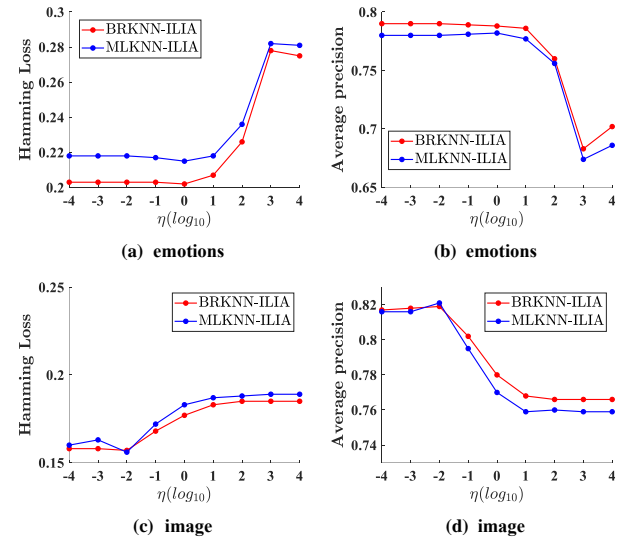 0.3
0.28
0.26
0.24
0.22
0.2
Hamming Loss
BRKNN-ILIA
MLKNN-ILIA
-4 -3 -2 -1 0 1 2 3 4
η(log₁₀)
(a) emotions
0.8
0.75
0.7
0.65
Average precision
BRKNN-ILIA
MLKNN-ILIA
-4 -3 -2 -1 0 1 2 3 4
η(log₁₀)
(b) emotions
0.25
0.2
0.15
Hamming Loss
BRKNN-ILIA
MLKNN-ILIA
-4 -3 -2 -1 0 1 2 3 4
η(log₁₀)
(c) image
0.82
0.8
0.78
0.76
0.74
Average precision
BRKNN-ILIA
MLKNN-ILIA
-4 -3 -2 -1 0 1 2 3 4
η(log₁₀)
(d) image